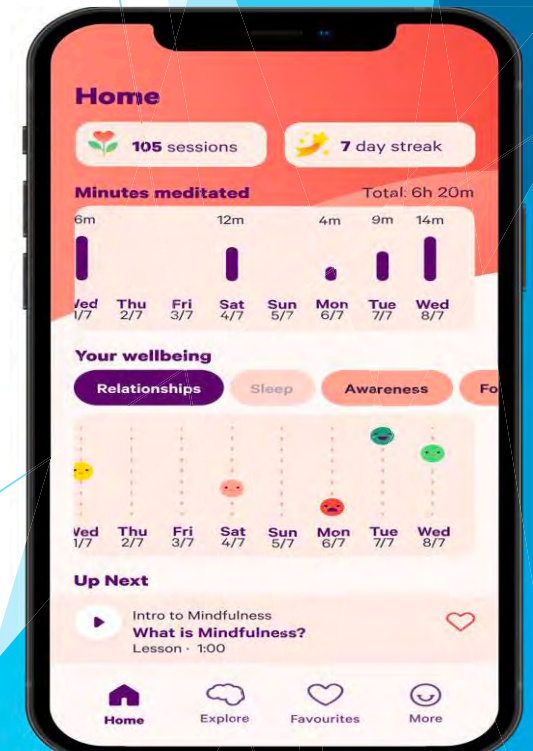 Home
105 sessions
7 day streak
Minutes meditated
Total: 6h 20m
6m 12m 4m 9m 14m
Thu Fri Sat Sun Mon Tue Wed
1/7 2/7 3/7 4/7 5/7 6/7 7/7 8/7
Your wellbeing
Relationships Sleep Awareness Fo
Thu Fri Sat Sun Mon Tue Wed
1/7 2/7 3/7 4/7 5/7 6/7 7/7 8/7
Up Next
Intro to Mindfulness
What is Mindfulness?
Lesson · 1:00
Home Explore Favourites More